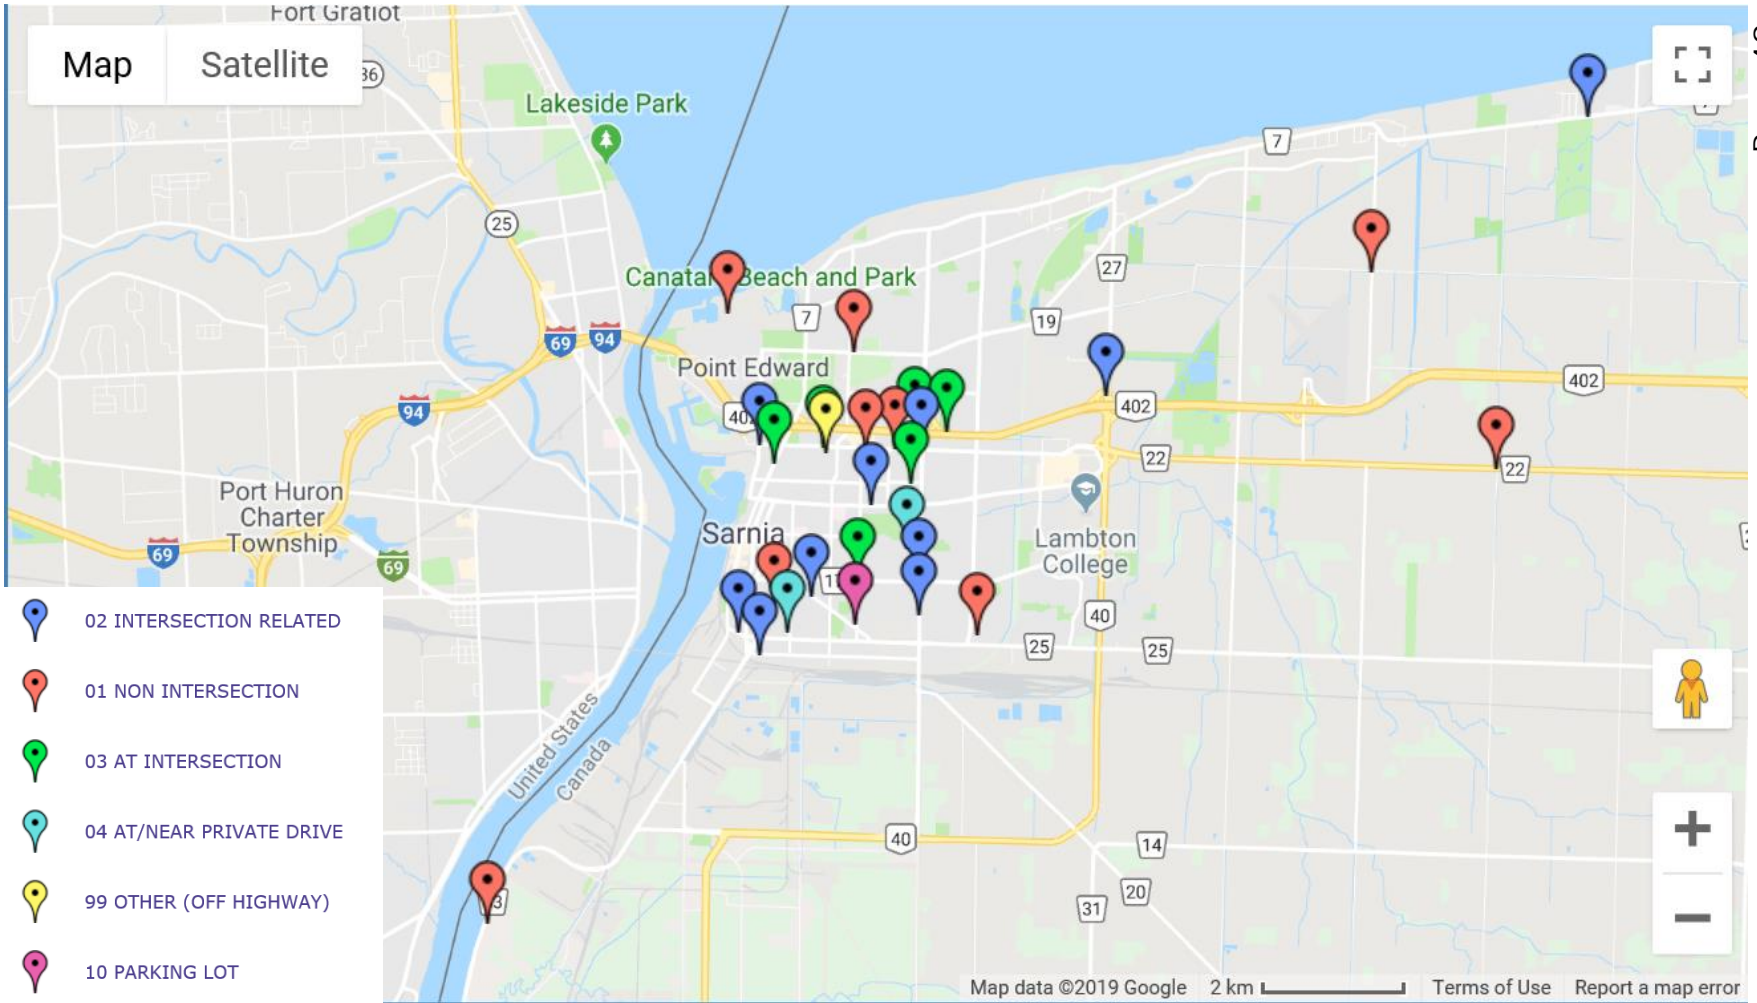 Fort Gratiot
Map
Satellite
Lakeside Park
7
25
Canatar Beach and Park
27
7
19
69
94
Point Edward
402
94
402
22
22
Port Huron
Charter
Township
Sarnia
Lambton
College
69
69
40
25
25
02 INTERSECTION RELATED
01 NON INTERSECTION
03 AT INTERSECTION
04 AT/NEAR PRIVATE DRIVE
99 OTHER (OFF HIGHWAY)
10 PARKING LOT
United States
Canada
40
14
20
31
Map data ©2019 Google
2 km
Terms of Use
Report a map error